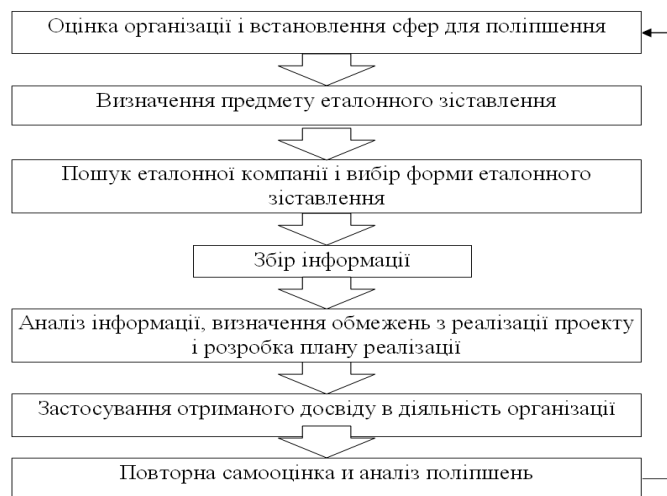 Оцінка організації і встановлення сфер для поліпшення
Визначення предмету еталонного зіставлення
Пошук еталонної компанії і вибір форми еталонного
зіставлення
Збір інформації
Аналіз інформації, визначення обмежень з реалізації проекту
і розробка плану реалізації
Застосування отриманого досвіду в діяльність організації
Повторна самооцінка и аналіз поліпшень